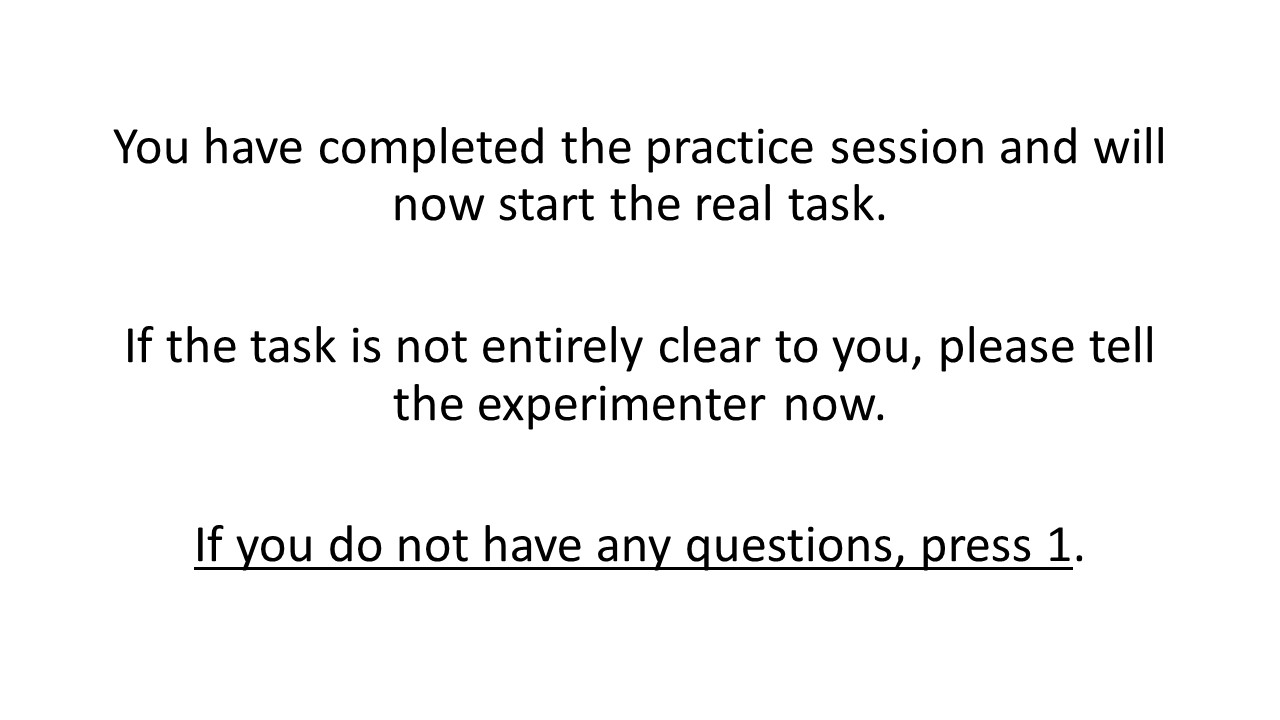 You have completed the practice session and will
now start the real task.
If the task is not entirely clear to you, please tell
the experimenter now.
If you do not have any questions, press 1.